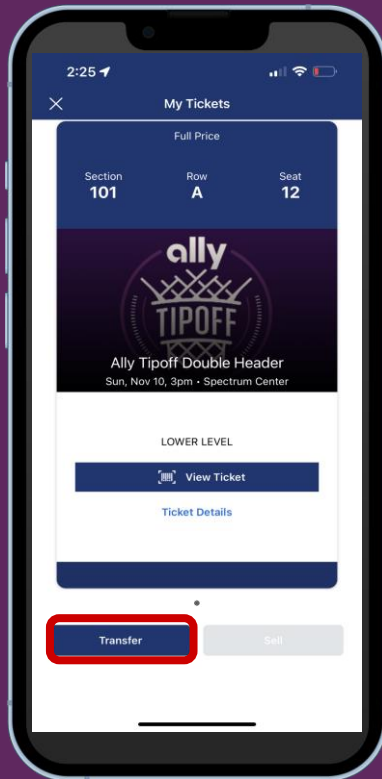 2:25
My Tickets
Full Price
Section Row Seat
101 A 12
ally
TIPOFF
Ally Tipoff Double Header
Sun, Nov 10, 3pm • Spectrum Center
LOWER LEVEL
View Ticket
Ticket Details
Transfer Sell